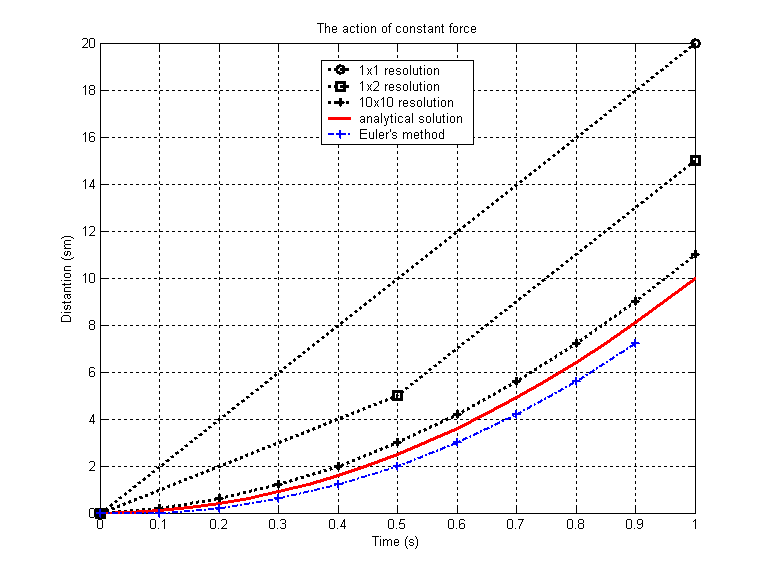 The action of constant force
20
18
16
14
12
10
8
6
4
2
0
Distantion (sm)
1x1 resolution
1x2 resolution
10x10 resolution
analytical solution
Euler's method
0 0.1 0.2 0.3 0.4 0.5 0.6 0.7 0.8 0.9 1
Time (s)